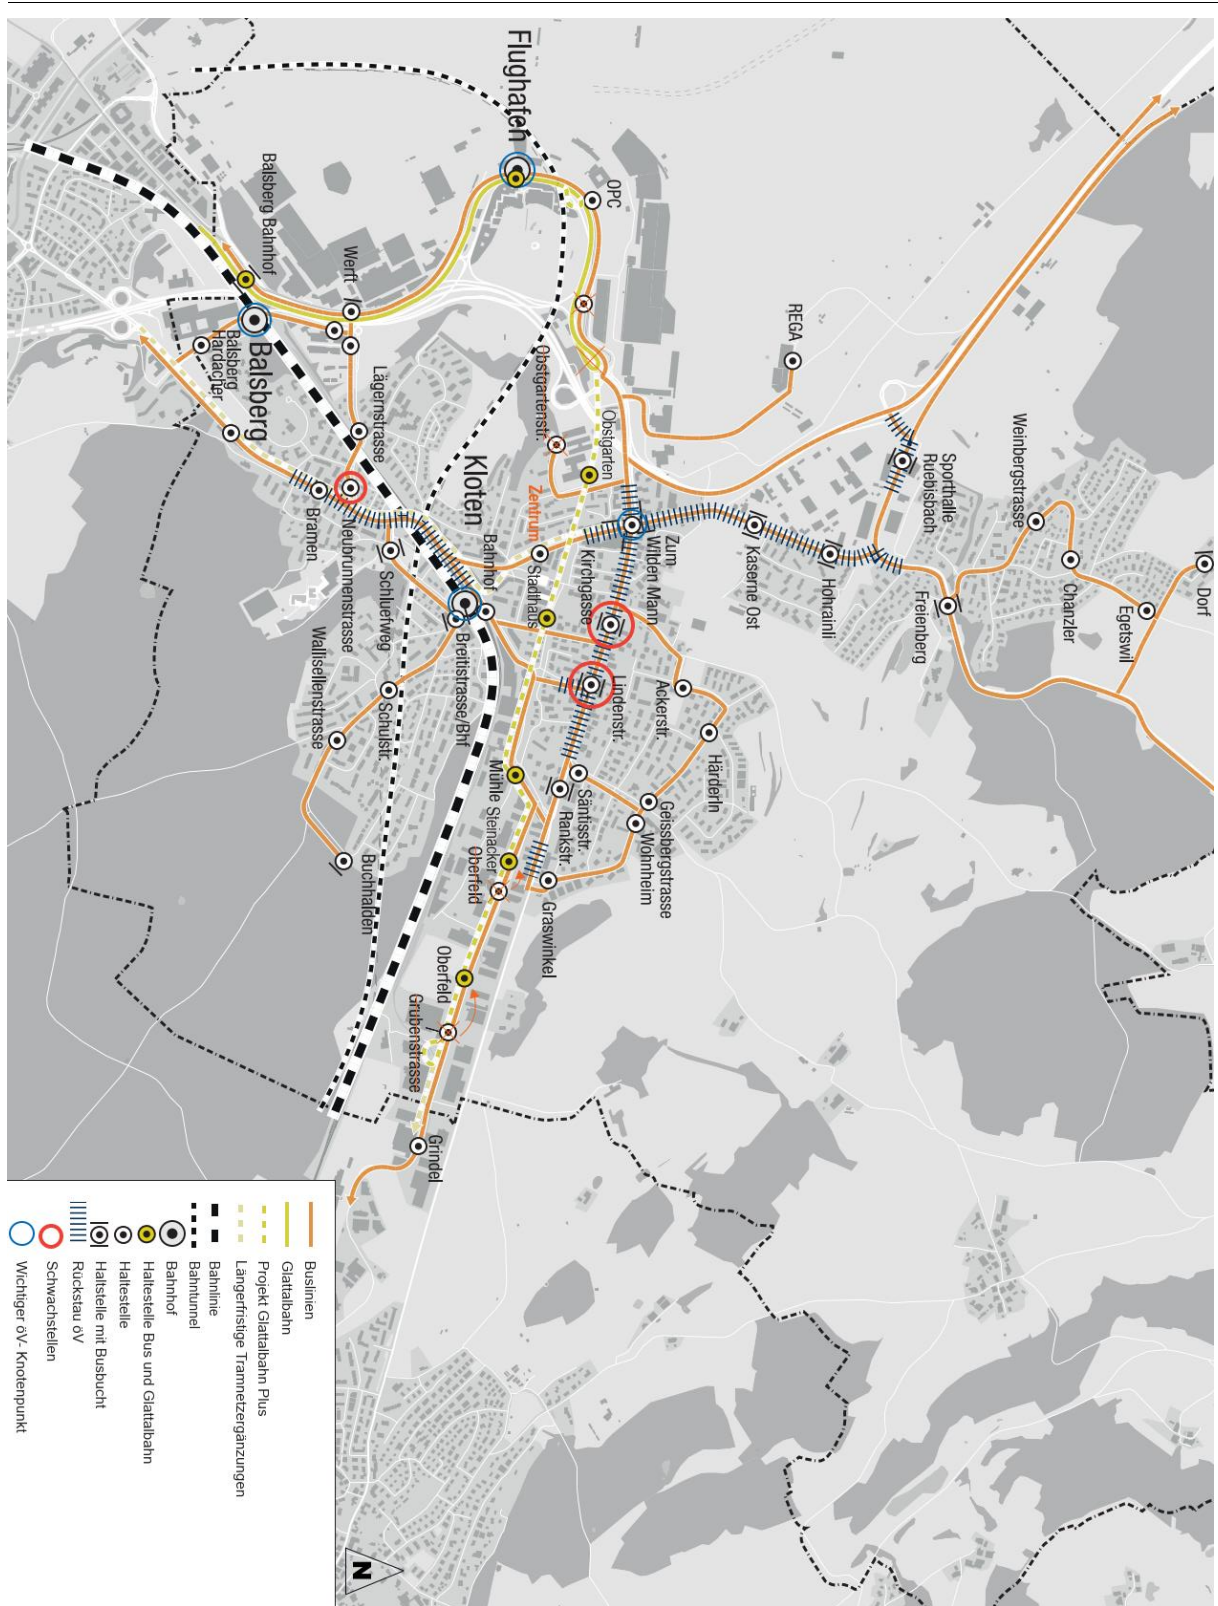 Flughafen
OPC
Balsberg Bahnhof
Werft
Balsberg
Balsberg
Hardacher
Lägernstrasse
REGA
Obstgartenstr.
Obstgarten
Zentrum
Kloten
Bahnhof
Stadthaus
Kirchgasse
Zum
Wilden Mann
Kaserne Ost
Hohrainli
Sporthalle
Ruebisbach
Weinbergstrasse
Chanzler
Egetswil
Dorf
Freienberg
Bramen
Neubrunnenstrasse
Schluefweg
Breitistrasse/Bhf
Schulstr.
Wallisellenstrasse
Buchhalden
Lindenstr.
Ackerstr.
Härderln
Geissbergstrasse
Wohnheim
Säntisstr.
Rankstr.
Graswinkel
Mühle
Steinacker
Oberfeld
Oberfeld
Grubenstrasse
Grindel
Buslinien
Glattalbahn
Projekt Glattalbahn Plus
Längerfristige Tramnetzergänzungen
Bahnlinie
Bahntunnel
Bahnhof
Haltestelle Bus und Glattalbahn
Haltestelle
Haltstelle mit Busbucht
Rückstau öV
Schwachstellen
Wichtiger öV- Knotenpunkt
N